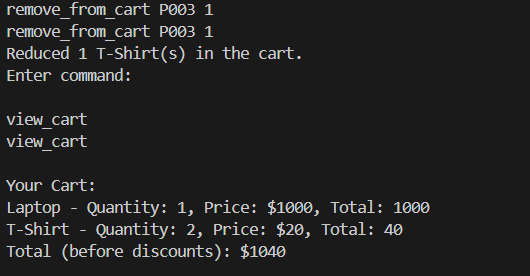 remove_from_cart P003 1
remove_from_cart P003 1
Reduced 1 T-Shirt(s) in the cart.
Enter command:
view_cart
view_cart
Your Cart:
Laptop - Quantity: 1, Price: $1000, Total: 1000
T-Shirt - Quantity: 2, Price: $20, Total: 40
Total (before discounts): $1040